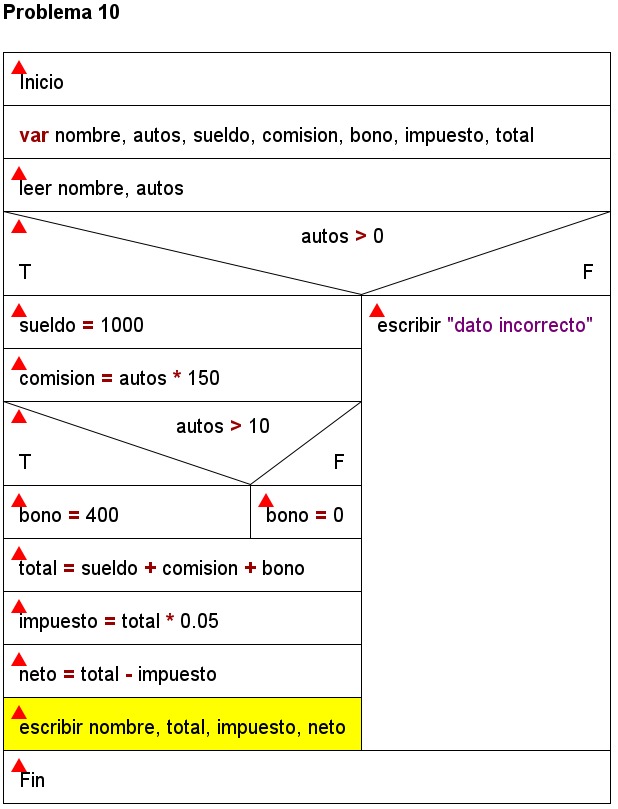 Problema 10
Inicio
var nombre, autos, sueldo, comision, bono, impuesto, total
leer nombre, autos
autos > 0
T F
sueldo = 1000
escribir "dato incorrecto"
comision = autos * 150
autos > 10
T F
bono = 400
bono = 0
total = sueldo + comision + bono
impuesto = total * 0.05
neto = total - impuesto
escribir nombre, total, impuesto, neto
Fin